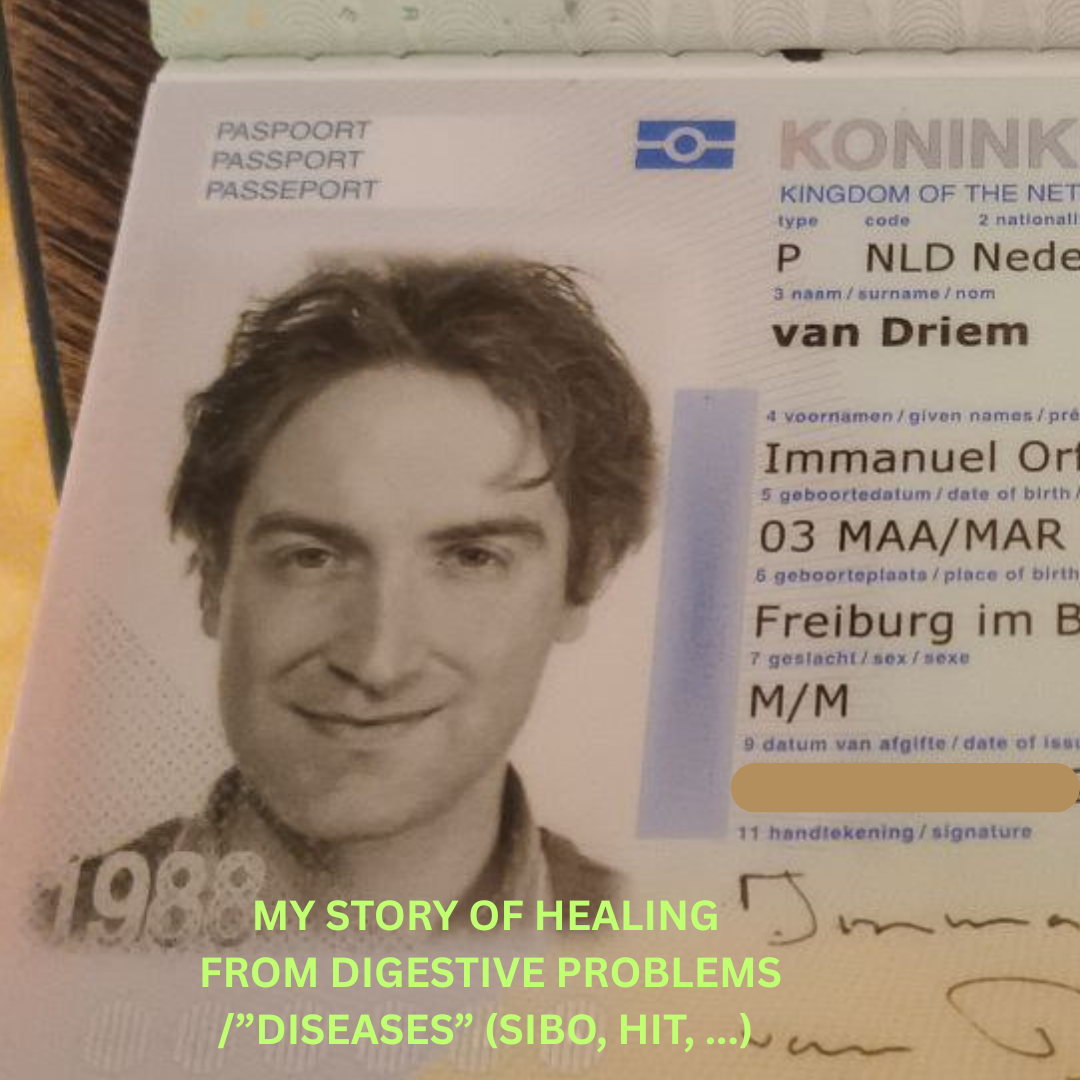 PASPOORT
PASSPORT
PASSEPORT
KONINK
KINGDOM OF THE NET
type code 2 nationali
P NLD Nede
3 naam / surname / nom
van Driem
4 voornamen / given names / pré
Immanuel Orf
5 geboortedatum / date of birth /
03 MAA/MAR
6 geboorteplaats / place of birth
Freiburg im B
7 geslacht / sex / sexe
M/M
9 datum van afgifte / date of issu
11 handtekening / signature
1988
MY STORY OF HEALING
FROM DIGESTIVE PROBLEMS
/”DISEASES” (SIBO, HIT, ...)